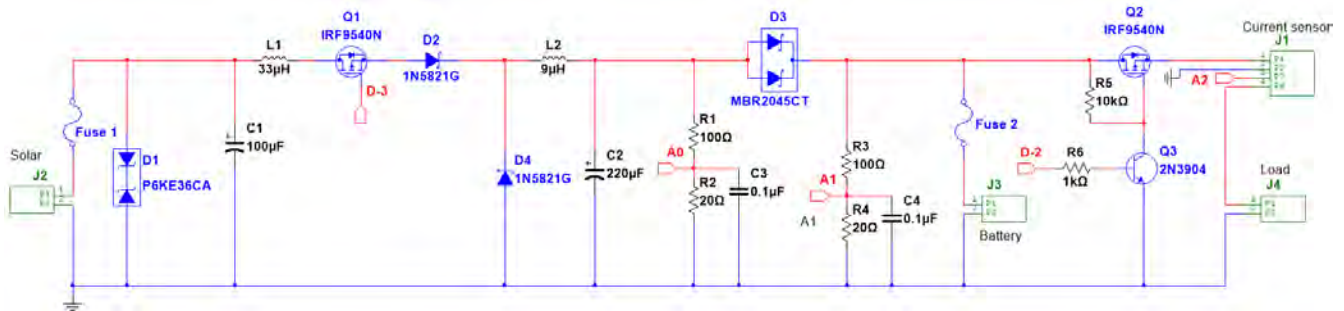 Solar
J2
Fuse 1
D1
P6KE36CA
C1
100µF
L1
33µH
Q1
IRF9540N
D-3
D2
1N5821G
D4
1N5821G
L2
9µH
C2
220µF
A0
R1
100Ω
R2
20Ω
C3
0.1µF
D3
MBR2045CT
R3
100Ω
A1
A1
R4
20Ω
C4
0.1µF
Fuse 2
J3
Battery
D-2
R6
1kΩ
R5
10kΩ
Q2
IRF9540N
Q3
2N3904
Current sensor
J1
A2
Load
J4